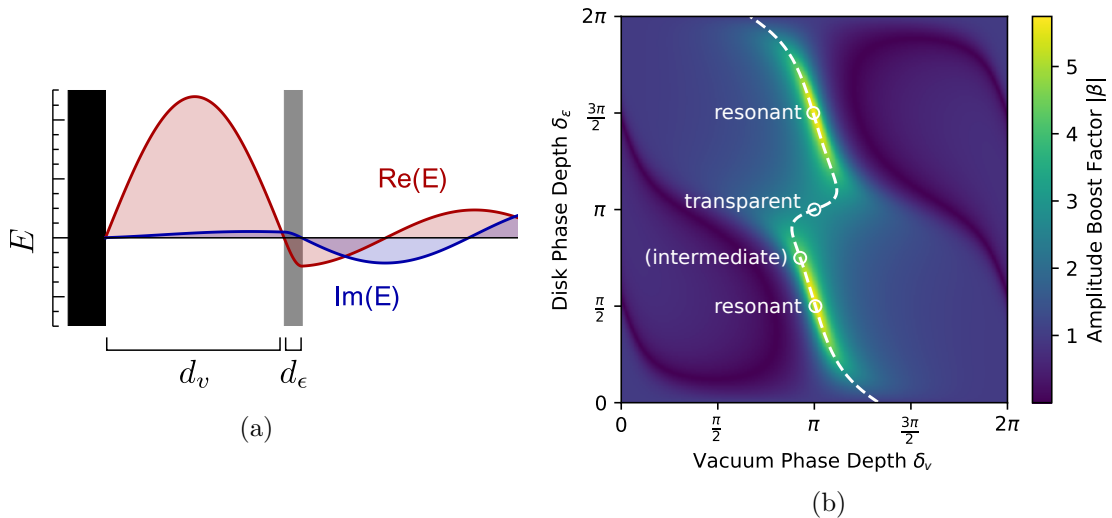 E
Re(E)
Im(E)
d_v
d_ϵ
(a)
2π
3π/2
π
π/2
0
Disk Phase Depth δ_ε
resonant
transparent
(intermediate)
resonant
0
π/2
π
3π/2
2π
Vacuum Phase Depth δ_v
5
4
3
2
1
Amplitude Boost Factor |β|
(b)